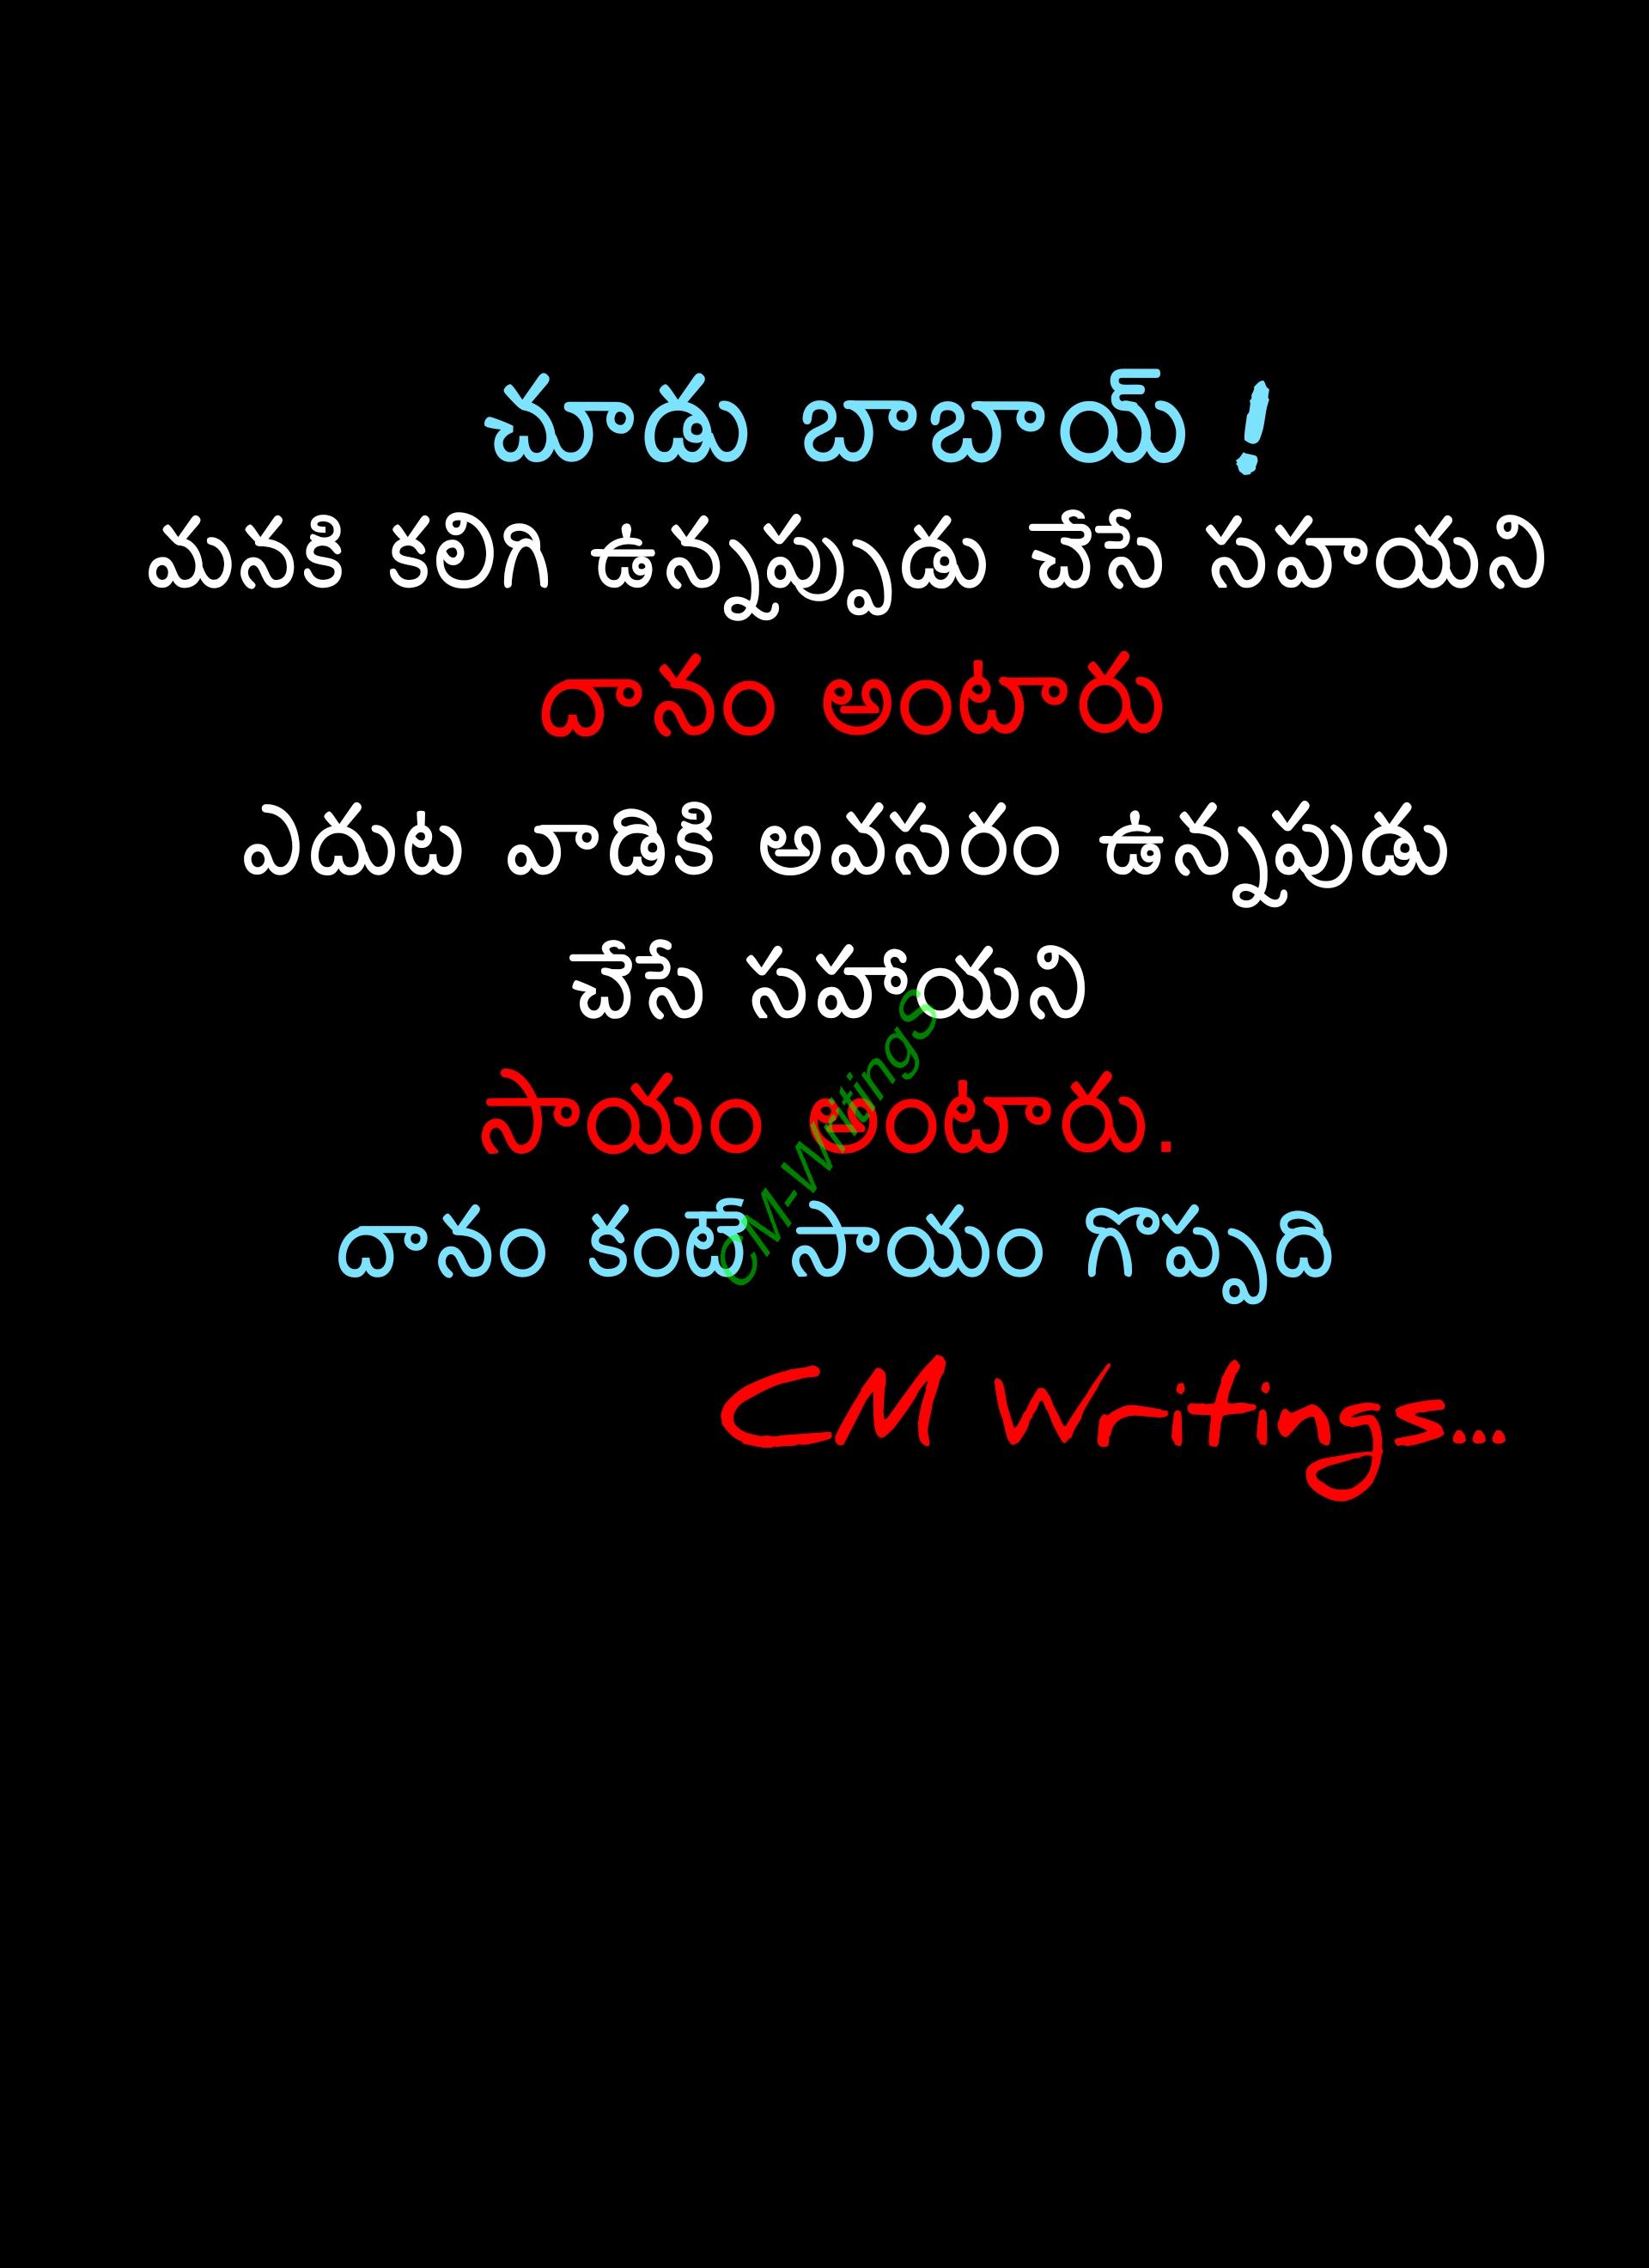 చూడు బాబాయ్ !
మనకి కలిగి ఉన్నప్పుడు చేసే సహాయని
దానం అంటారు
ఎదుట వాడికి అవసరం ఉన్నపుడు
చేసే సహాయని
సాయం అంటారు.
దానం కంటే సాయం గొప్పది
CM-WritingS
CM Writings...